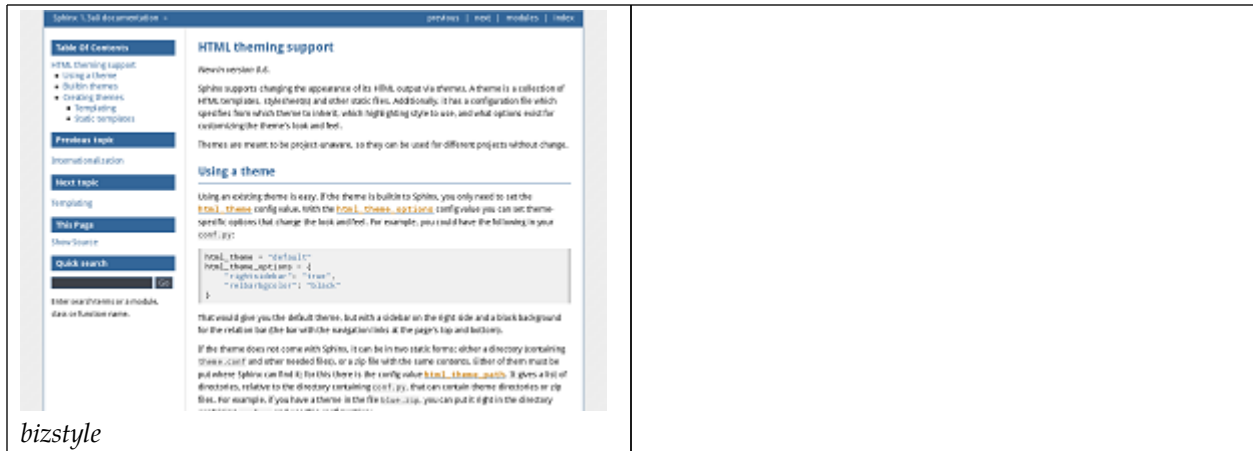 Sphinx 1.3a0 documentation »
previous | next | modules | index
Table Of Contents
HTML theming support
Using a theme
Builtin themes
Creating themes
Templating
Static templates
Previous topic
Internationalization
Next topic
Templating
This Page
Show Source
Quick search
Go
Enter search terms or a module,
class or function name.
HTML theming support
New in version 0.6.
Sphinx supports changing the appearance of its HTML output via themes. A theme is a collection of
HTML templates, stylesheet(s) and other static files. Additionally, it has a configuration file which
specifies from which theme to inherit, which highlighting style to use, and what options exist for
customizing the theme's look and feel.
Themes are meant to be project-unaware, so they can be used for different projects without change.
Using a theme
Using an existing theme is easy. If the theme is builtin to Sphinx, you only need to set the
html_theme config value. With the html_theme_options config value you can set theme-
specific options that change the look and feel. For example, you could have the following in your
conf.py:
html_theme = "default"
html_theme_options = {
"rightsidebar": "true",
"relbarbgcolor": "black"
}
That would give you the default theme, but with a sidebar on the right side and a black background
for the relation bar (the bar with the navigation links at the page's top and bottom).
If the theme does not come with Sphinx, it can be in two static forms: either a directory (containing
theme.conf and other needed files), or a zip file with the same contents. Either of them must be
put where Sphinx can find it; for this there is the config value html_theme_path. It gives a list of
directories, relative to the directory containing conf.py, that can contain theme directories or zip
files. For example, if you have a theme in the file blue.zip, you can put it right in the directory
bizstyle